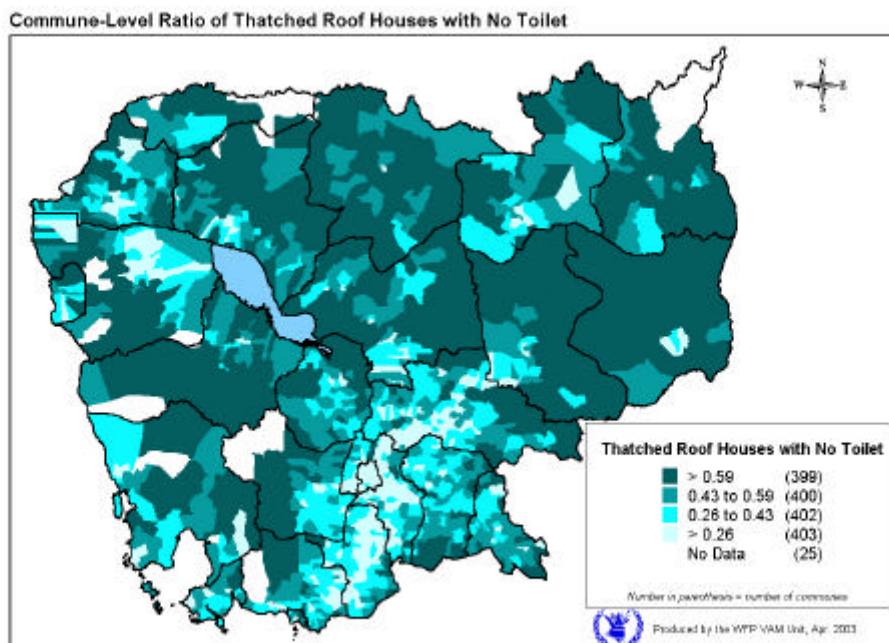 Commune-Level Ratio of Thatched Roof Houses with No Toilet
N
W E
S
Thatched Roof Houses with No Toilet
> 0.59 (399)
0.43 to 0.59 (400)
0.26 to 0.43 (402)
> 0.26 (403)
No Data (25)
Number in parenthesis = number of communes
Produced by the WFP VAM Unit, Apr. 2003